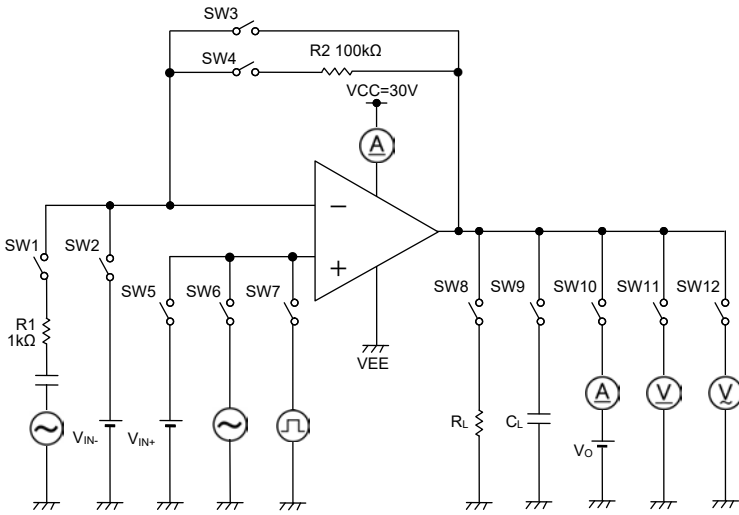 SW3
SW4
R2 100kΩ
VCC=30V
A
−
+
SW1
SW2
SW5
SW6
SW7
SW8
SW9
SW10
SW11
SW12
R1
1kΩ
VEE
A
V
V
VIN-
VIN+
RL
CL
VO